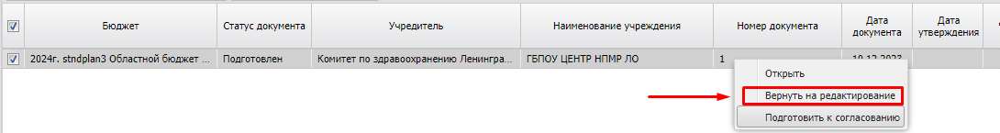 Бюджет Статус документа Учредитель Наименование учреждения Номер документа Дата документа Дата утверждения
2024г. stndplan3 Областной бюджет ... Подготовлен Комитет по здравоохранению Ленингра... ГБПОУ ЦЕНТР НПМР ЛО 1 19.12.2023
Открыть
Вернуть на редактирование
Подготовить к согласованию